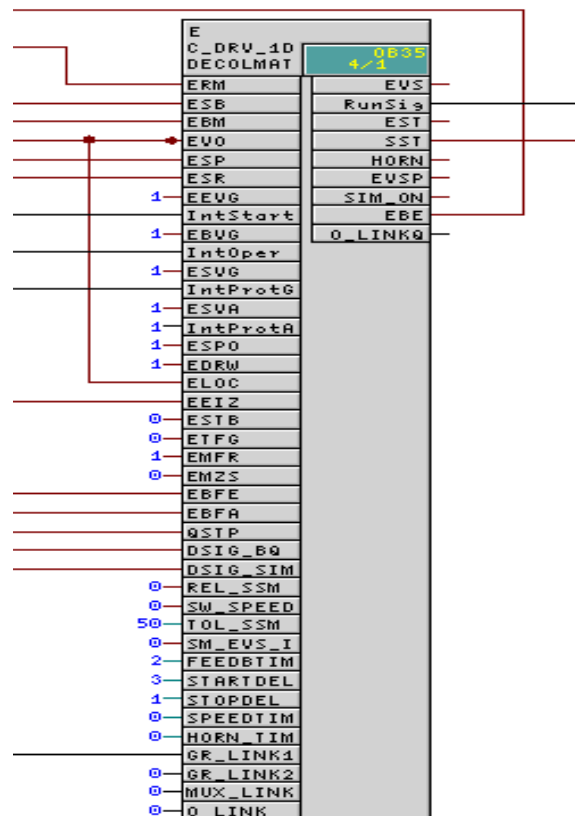 E
C_DRV_1D
DECOLMAT
OB35
4/1
ERM
EVS
ESB
RunSig
EBM
EST
EVO
SST
ESP
HORN
ESR
EVSP
1 EEVG
SIM_ON
IntStart
EBE
1 EBVG
O_LINKQ
IntOper
1 ESVG
IntProtG
1 ESVA
1 IntProtA
1 ESPO
1 EDRW
ELOC
EEIZ
0 ESTB
0 ETFG
1 EMFR
0 EMZS
EBFE
EBFA
QSTP
DSIG_BQ
DSIG_SIM
0 REL_SSM
0 SW_SPEED
50 TOL_SSM
0 SM_EVS_I
2 FEEDBTIM
3 STARTDEL
1 STOPDEL
0 SPEEDTIM
0 HORN_TIM
GR_LINK1
0 GR_LINK2
0 MUX_LINK
0 O_LINK